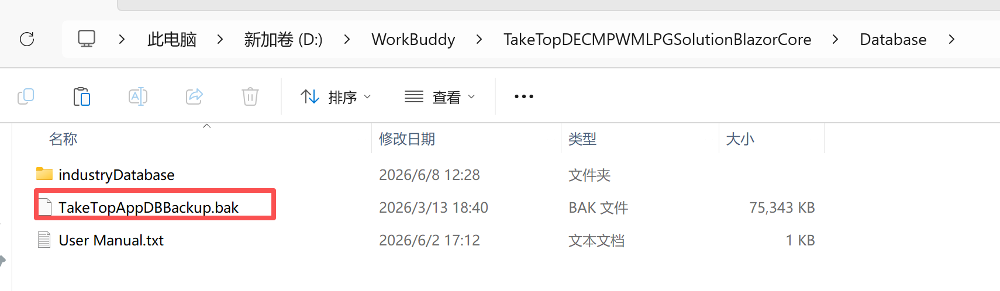 此电脑 > 新加卷 (D:) > WorkBuddy > TakeTopDECMPWMLPGSolutionBlazorCore > Database >
排序 查看 •••
名称 修改日期 类型 大小
industryDatabase 2026/6/8 12:28 文件夹
TakeTopAppDBBackup.bak 2026/3/13 18:40 BAK 文件 75,343 KB
User Manual.txt 2026/6/2 17:12 文本文档 1 KB